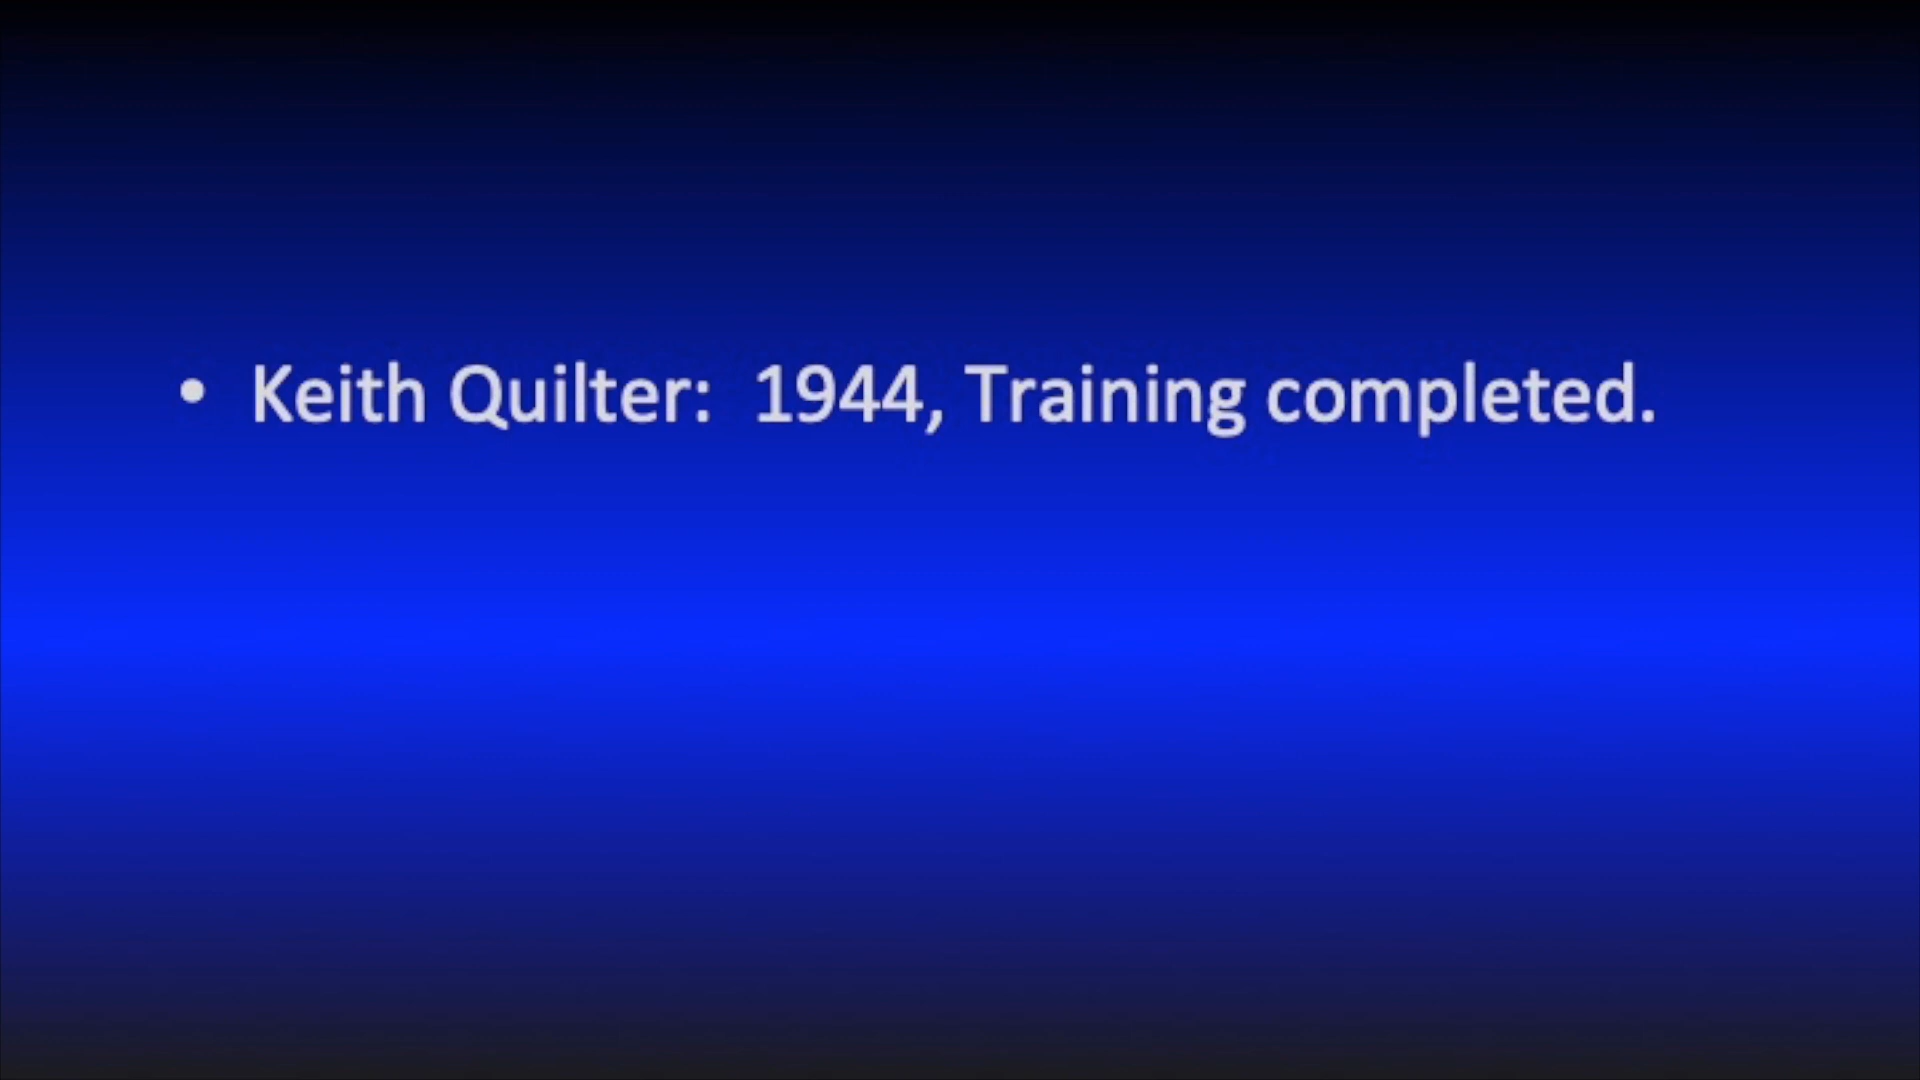 • Keith Quilter:  1944, Training completed.